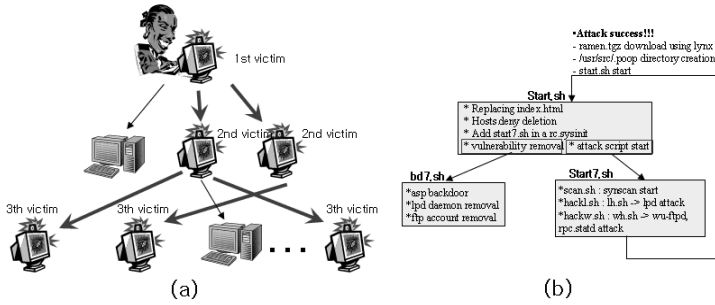 1st victim
2nd victim
2nd victim
3th victim
3th victim
3th victim
(a)
•Attack success!!!
- ramen.tgz download using lynx
- /usr/src/.poop directory creation
- start.sh start
Start.sh
* Replacing index.html
* Hosts.deny deletion
* Add start7.sh in a rc.sysinit
* vulnerability removal
* attack script start
bd7.sh
*asp backdoor
*lpd daemon removal
*ftp account removal
Start7.sh
*scan.sh : synscan start
*hackl.sh : lh.sh -> lpd attack
*hackw.sh : wh.sh -> wu-ftpd,
rpc.statd attack
(b)